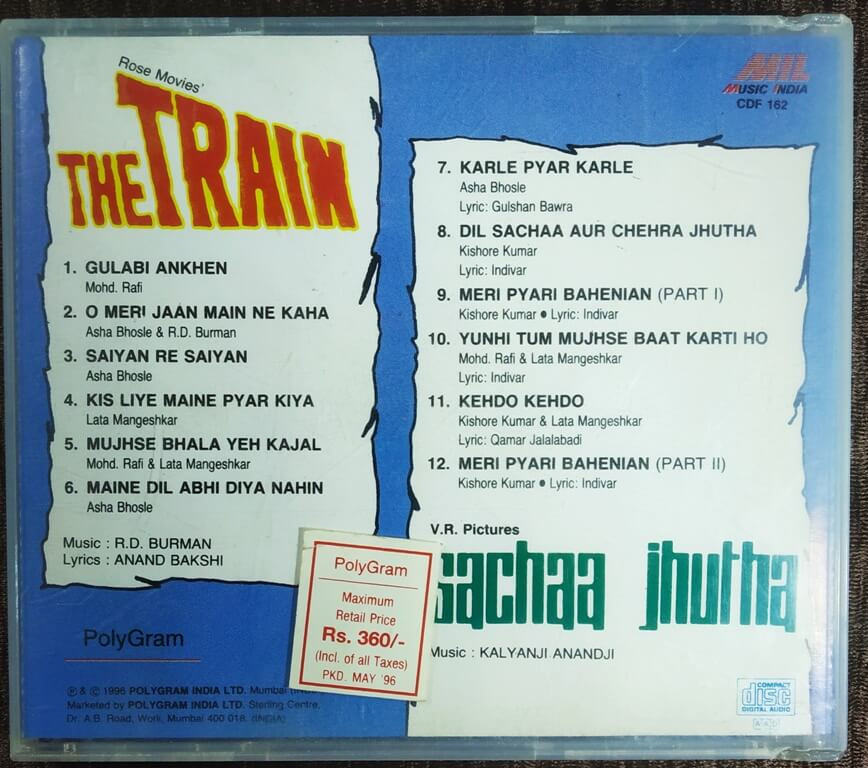 Rose Movies'
THE TRAIN
1. GULABI ANKHEN
Mohd. Rafi
2. O MERI JAAN MAIN NE KAHA
Asha Bhosle & R.D. Burman
3. SAIYAN RE SAIYAN
Asha Bhosle
4. KIS LIYE MAINE PYAR KIYA
Lata Mangeshkar
5. MUJHSE BHALA YEH KAJAL
Mohd. Rafi & Lata Mangeshkar
6. MAINE DIL ABHI DIYA NAHIN
Asha Bhosle
Music : R.D. BURMAN
Lyrics : ANAND BAKSHI
PolyGram
℗ & © 1996 POLYGRAM INDIA LTD. Mumbai (INDIA)
Marketed by POLYGRAM INDIA LTD. Sterling Centre,
Dr. A.B. Road, Worli, Mumbai 400 018. (INDIA)
PolyGram
Maximum
Retail Price
Rs. 360/-
(Incl. of all Taxes)
PKD. MAY '96
MIL
MUSIC INDIA
CDF 162
7. KARLE PYAR KARLE
Asha Bhosle
Lyric: Gulshan Bawra
8. DIL SACHAA AUR CHEHRA JHUTHA
Kishore Kumar
Lyric: Indivar
9. MERI PYARI BAHENIAN (PART I)
Kishore Kumar ● Lyric: Indivar
10. YUNHI TUM MUJHSE BAAT KARTI HO
Mohd. Rafi & Lata Mangeshkar
Lyric: Indivar
11. KEHDO KEHDO
Kishore Kumar & Lata Mangeshkar
Lyric: Qamar Jalalabadi
12. MERI PYARI BAHENIAN (PART II)
Kishore Kumar ● Lyric: Indivar
V.R. Pictures
sachaa jhutha
Music : KALYANJI ANANDJI
COMPACT
disc
DIGITAL AUDIO
AAD